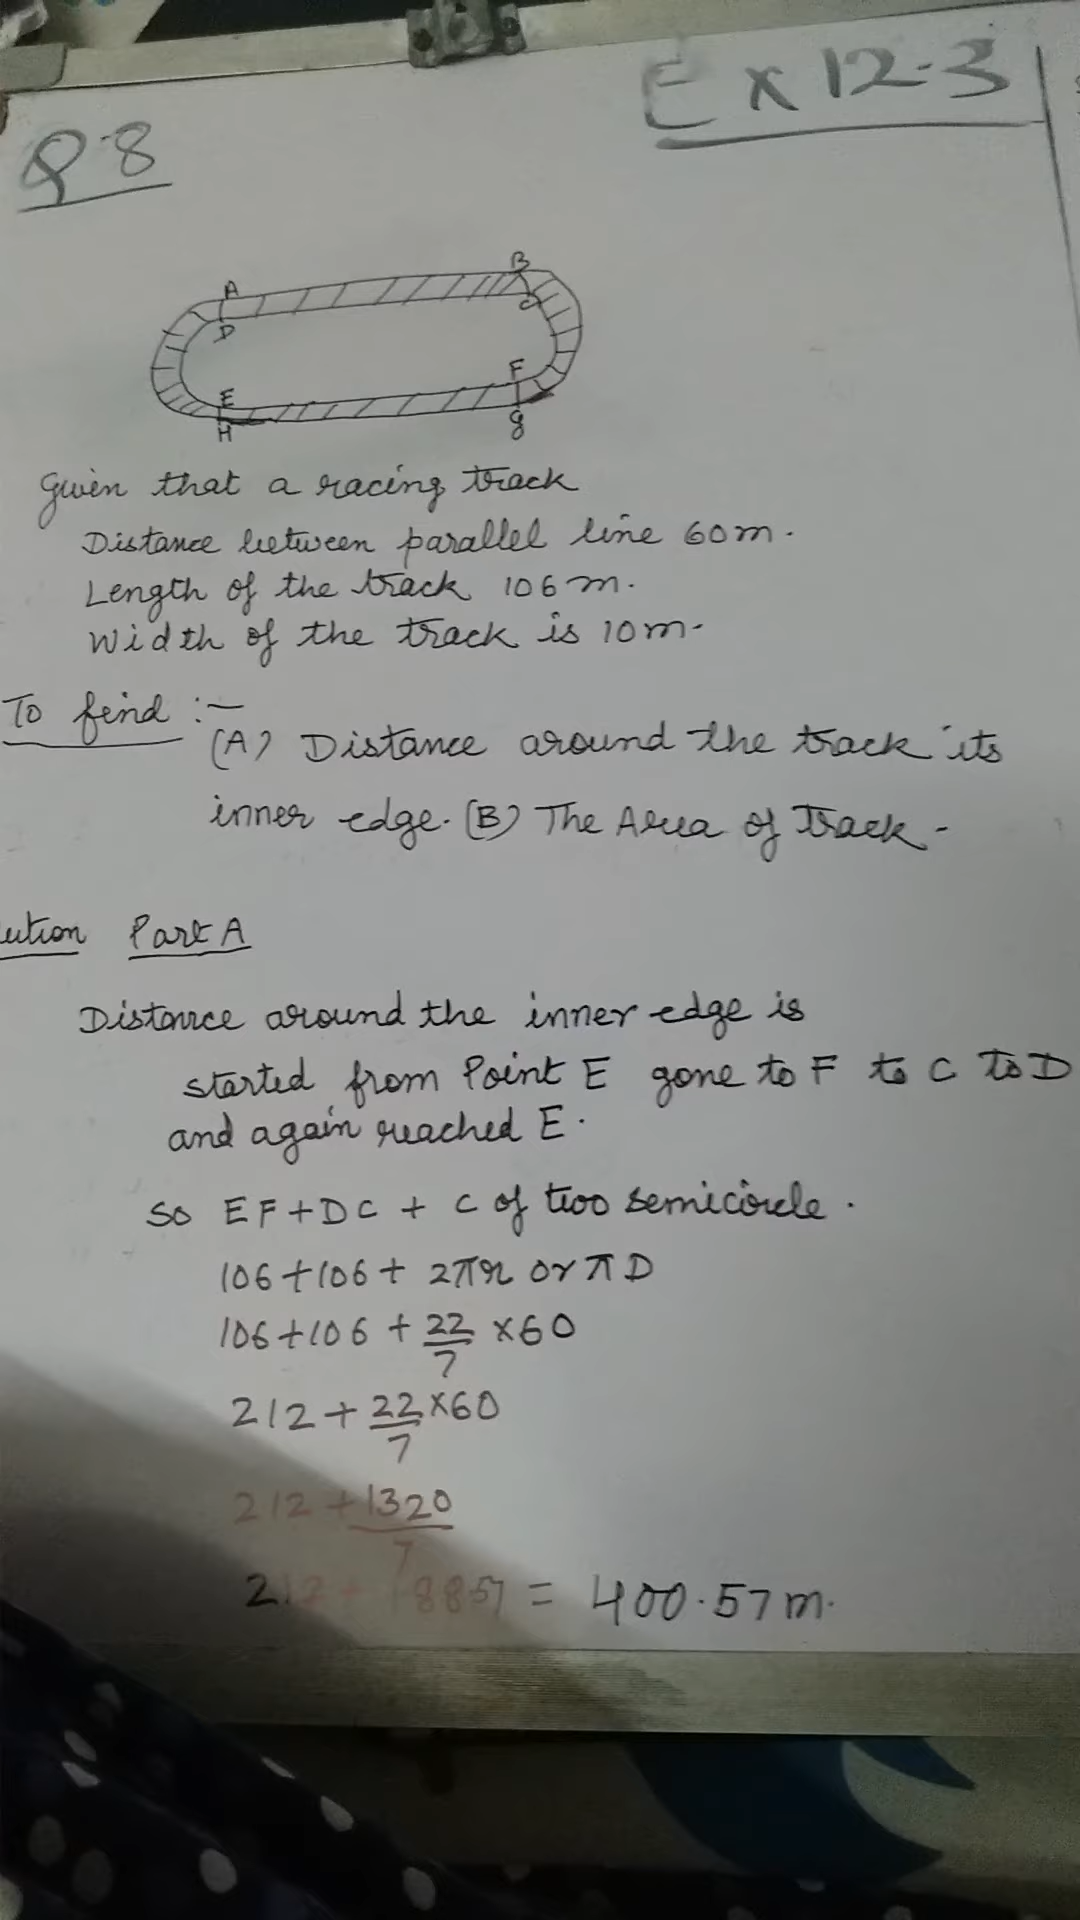 Ex 12.3
Q.8
A
B
D
C
E
F
H
g
Given that a racing track
Distance between parallel line 60m.
Length of the track 106m.
Width of the track is 10m.
To find :-
(A) Distance around the track its
inner edge. (B) The Area of Track.
ution Part A
Distance around the inner edge is
started from Point E gone to F to C to D
and again reached E.
So EF+DC + C of two semicircle.
106+106+ 2πr or πD
106+106 + 22/7 ×60
212+ 22/7 ×60
212+ 1320/7
212+ 188.57 = 400.57m.